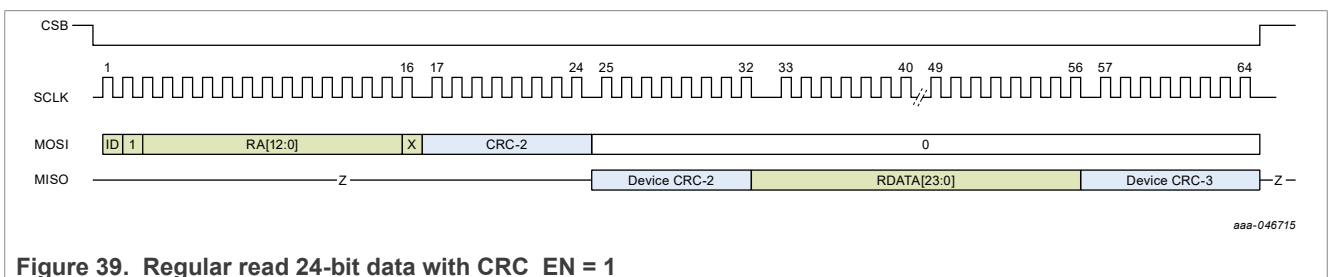 CSB
1 16 17 24 25 32 33 40 49 56 57 64
SCLK
MOSI ID 1 RA[12:0] X CRC-2 0
MISO Z Device CRC-2 RDATA[23:0] Device CRC-3 Z
aaa-046715
Figure 39. Regular read 24-bit data with CRC_EN = 1